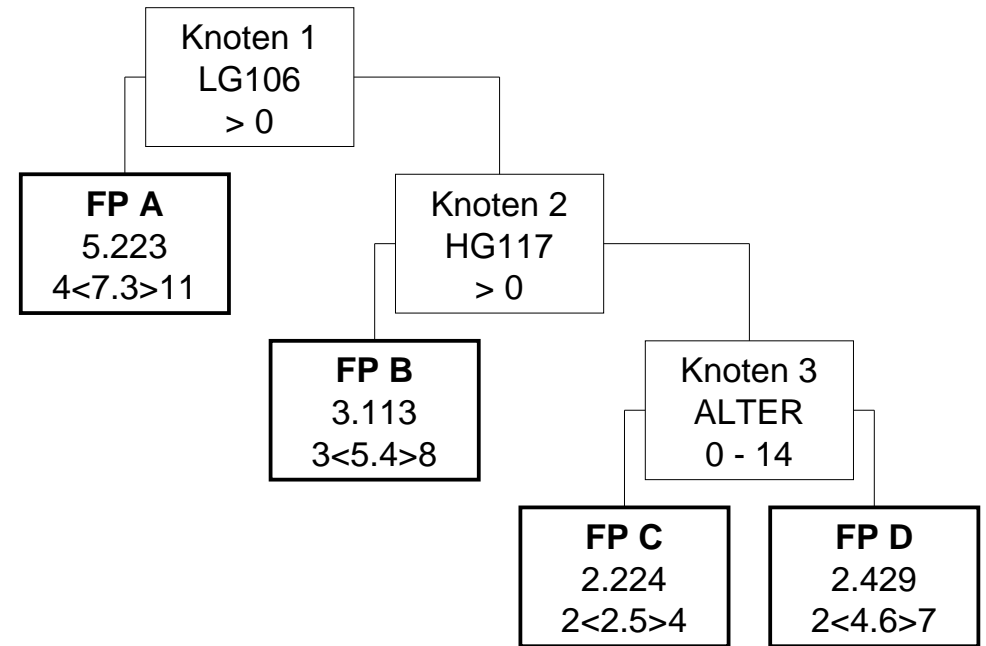 Knoten 1
LG106
> 0
FP A
5.223
4<7.3>11
Knoten 2
HG117
> 0
FP B
3.113
3<5.4>8
Knoten 3
ALTER
0 - 14
FP C
2.224
2<2.5>4
FP D
2.429
2<4.6>7